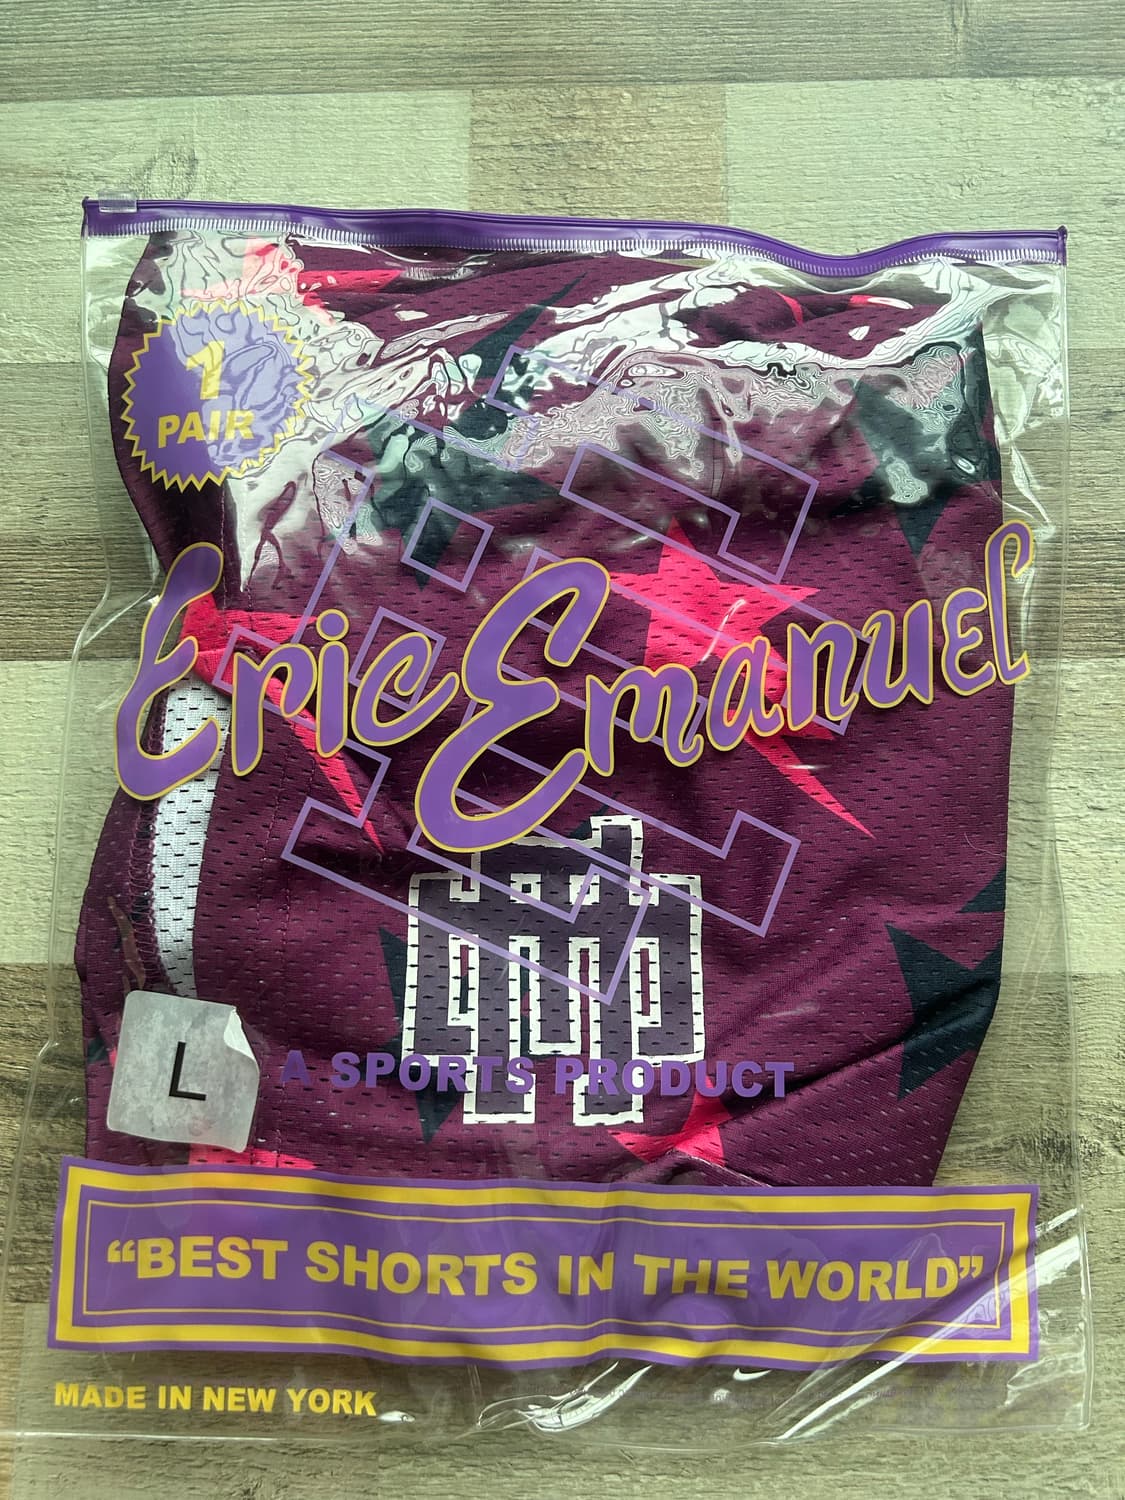 1
PAIR
Eric Emanuel
L
A SPORTS PRODUCT
“BEST SHORTS IN THE WORLD”
MADE IN NEW YORK